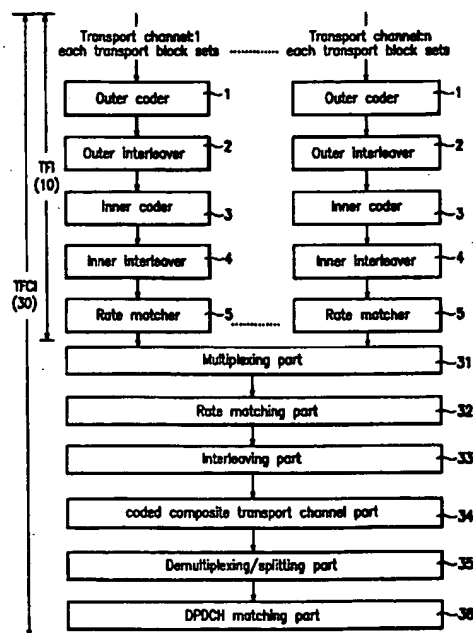 Transport channel:1
each transport block sets
Transport channel:n
each transport block sets
Outer coder
1
Outer coder
1
Outer interleaver
2
Outer interleaver
2
TFI
(10)
Inner coder
3
Inner coder
3
Inner interleaver
4
Inner interleaver
4
TFCI
(30)
Rate matcher
5
Rate matcher
5
Multiplexing part
31
Rate matching part
32
Interleaving part
33
coded composite transport channel part
34
Demultiplexing/splitting part
35
DPDCH matching part
36